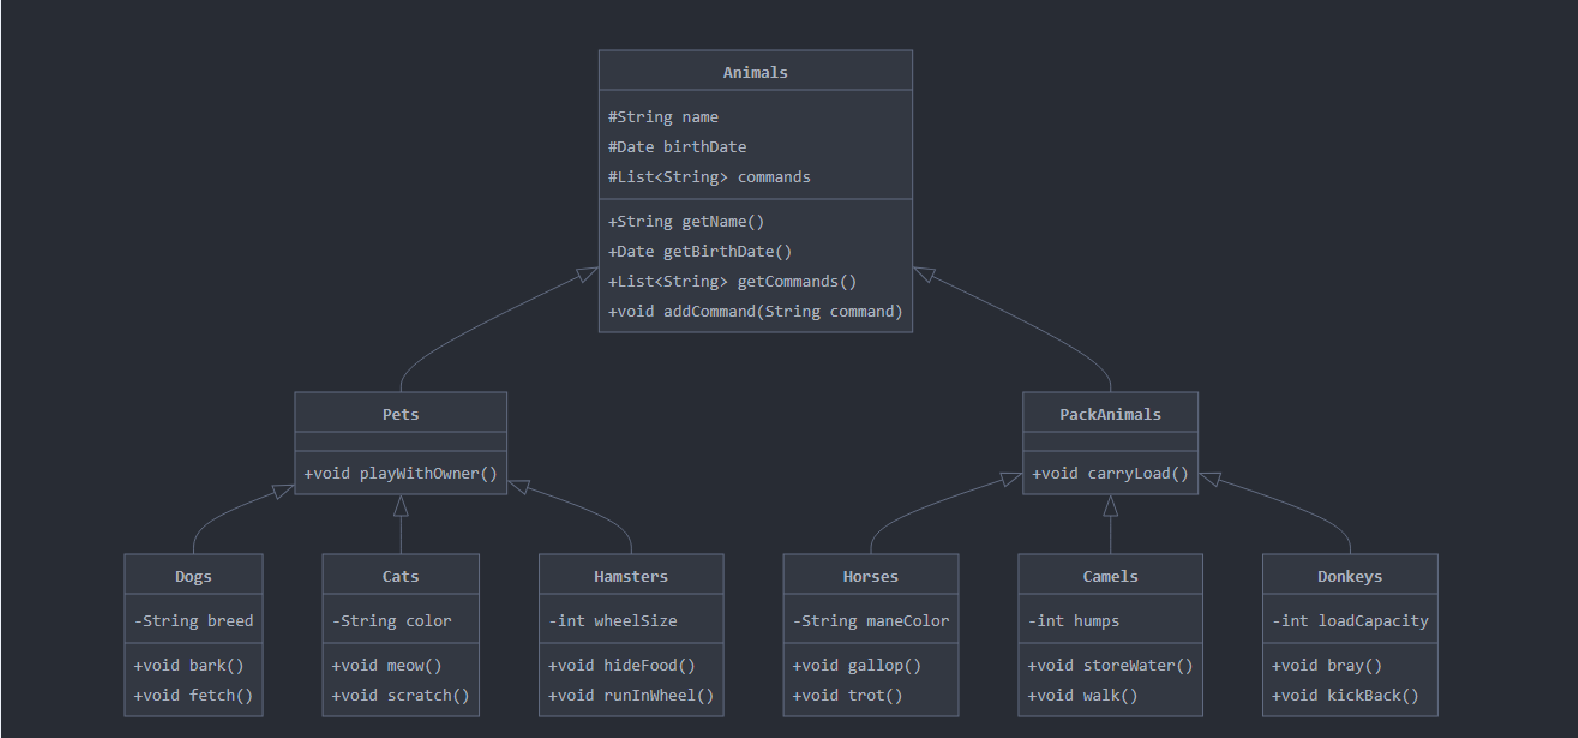 Animals
#String name
#Date birthDate
#List<String> commands
+String getName()
+Date getBirthDate()
+List<String> getCommands()
+void addCommand(String command)
Pets
+void playWithOwner()
PackAnimals
+void carryLoad()
Dogs
-String breed
+void bark()
+void fetch()
Cats
-String color
+void meow()
+void scratch()
Hamsters
-int wheelSize
+void hideFood()
+void runInWheel()
Horses
-String maneColor
+void gallop()
+void trot()
Camels
-int humps
+void storeWater()
+void walk()
Donkeys
-int loadCapacity
+void bray()
+void kickBack()